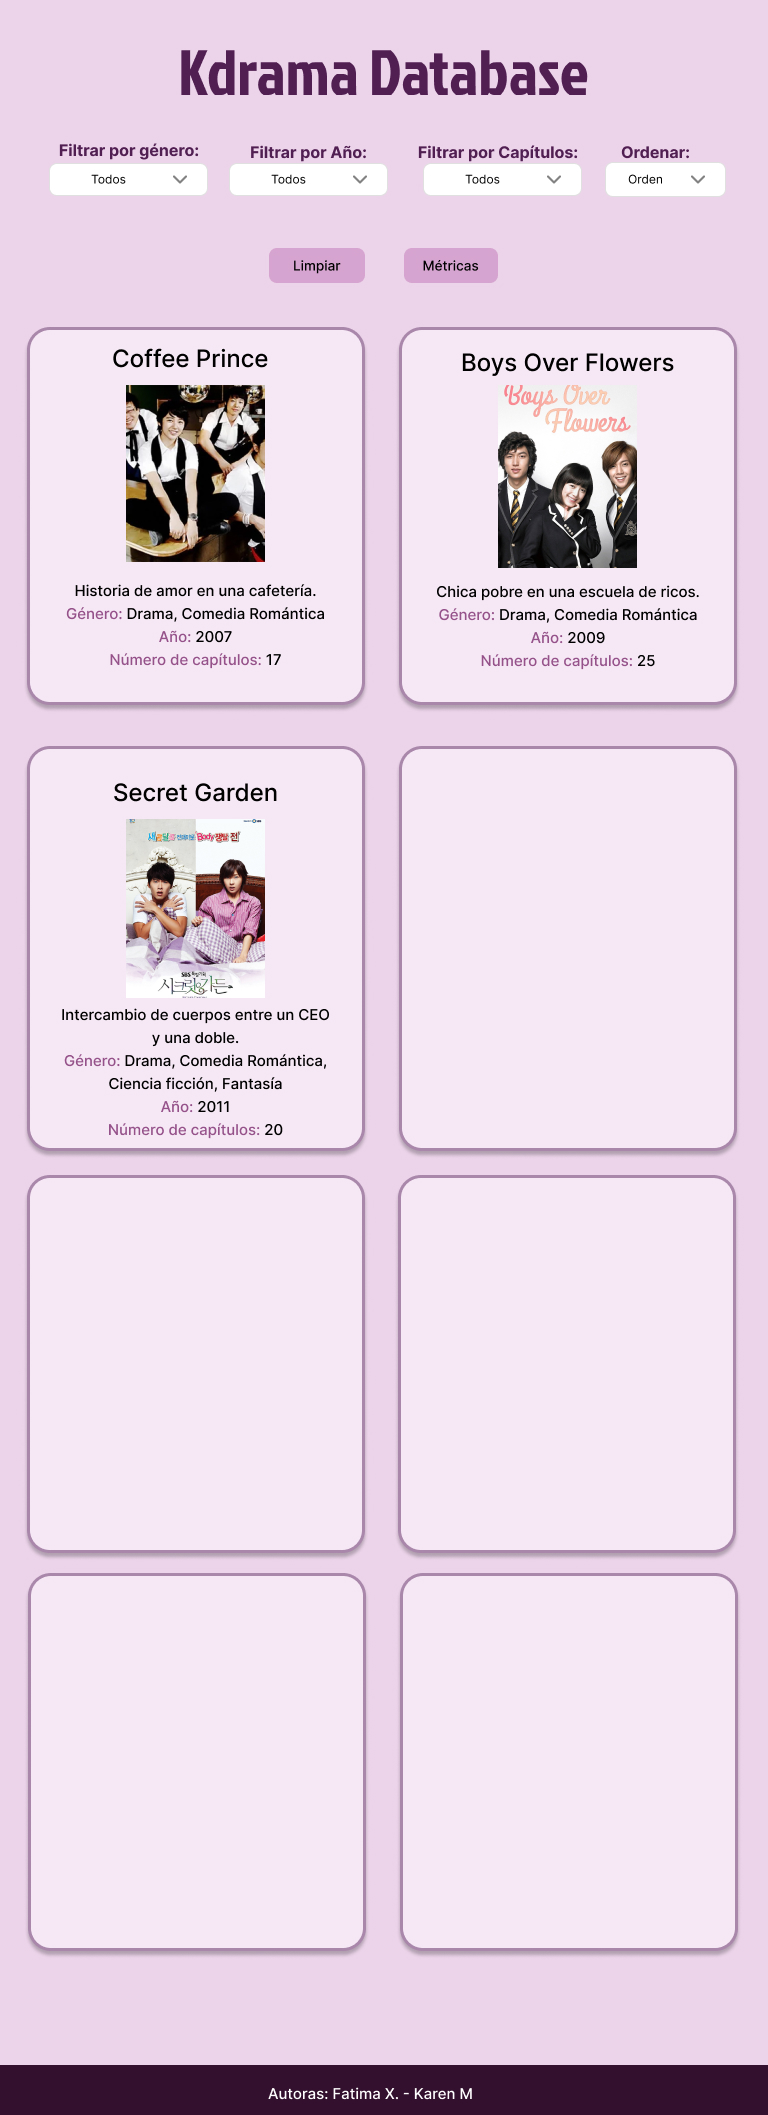 Kdrama Database
Filtrar por género:
Todos
Filtrar por Año:
Todos
Filtrar por Capítulos:
Todos
Ordenar:
Orden
Limpiar
Métricas
Coffee Prince
Historia de amor en una cafetería.
Género: Drama, Comedia Romántica
Año: 2007
Número de capítulos: 17
Boys Over Flowers
Boys Over
Flowers
Chica pobre en una escuela de ricos.
Género: Drama, Comedia Romántica
Año: 2009
Número de capítulos: 25
Secret Garden
시크릿가든
Intercambio de cuerpos entre un CEO
y una doble.
Género: Drama, Comedia Romántica,
Ciencia ficción, Fantasía
Año: 2011
Número de capítulos: 20
Autoras: Fatima X. - Karen M